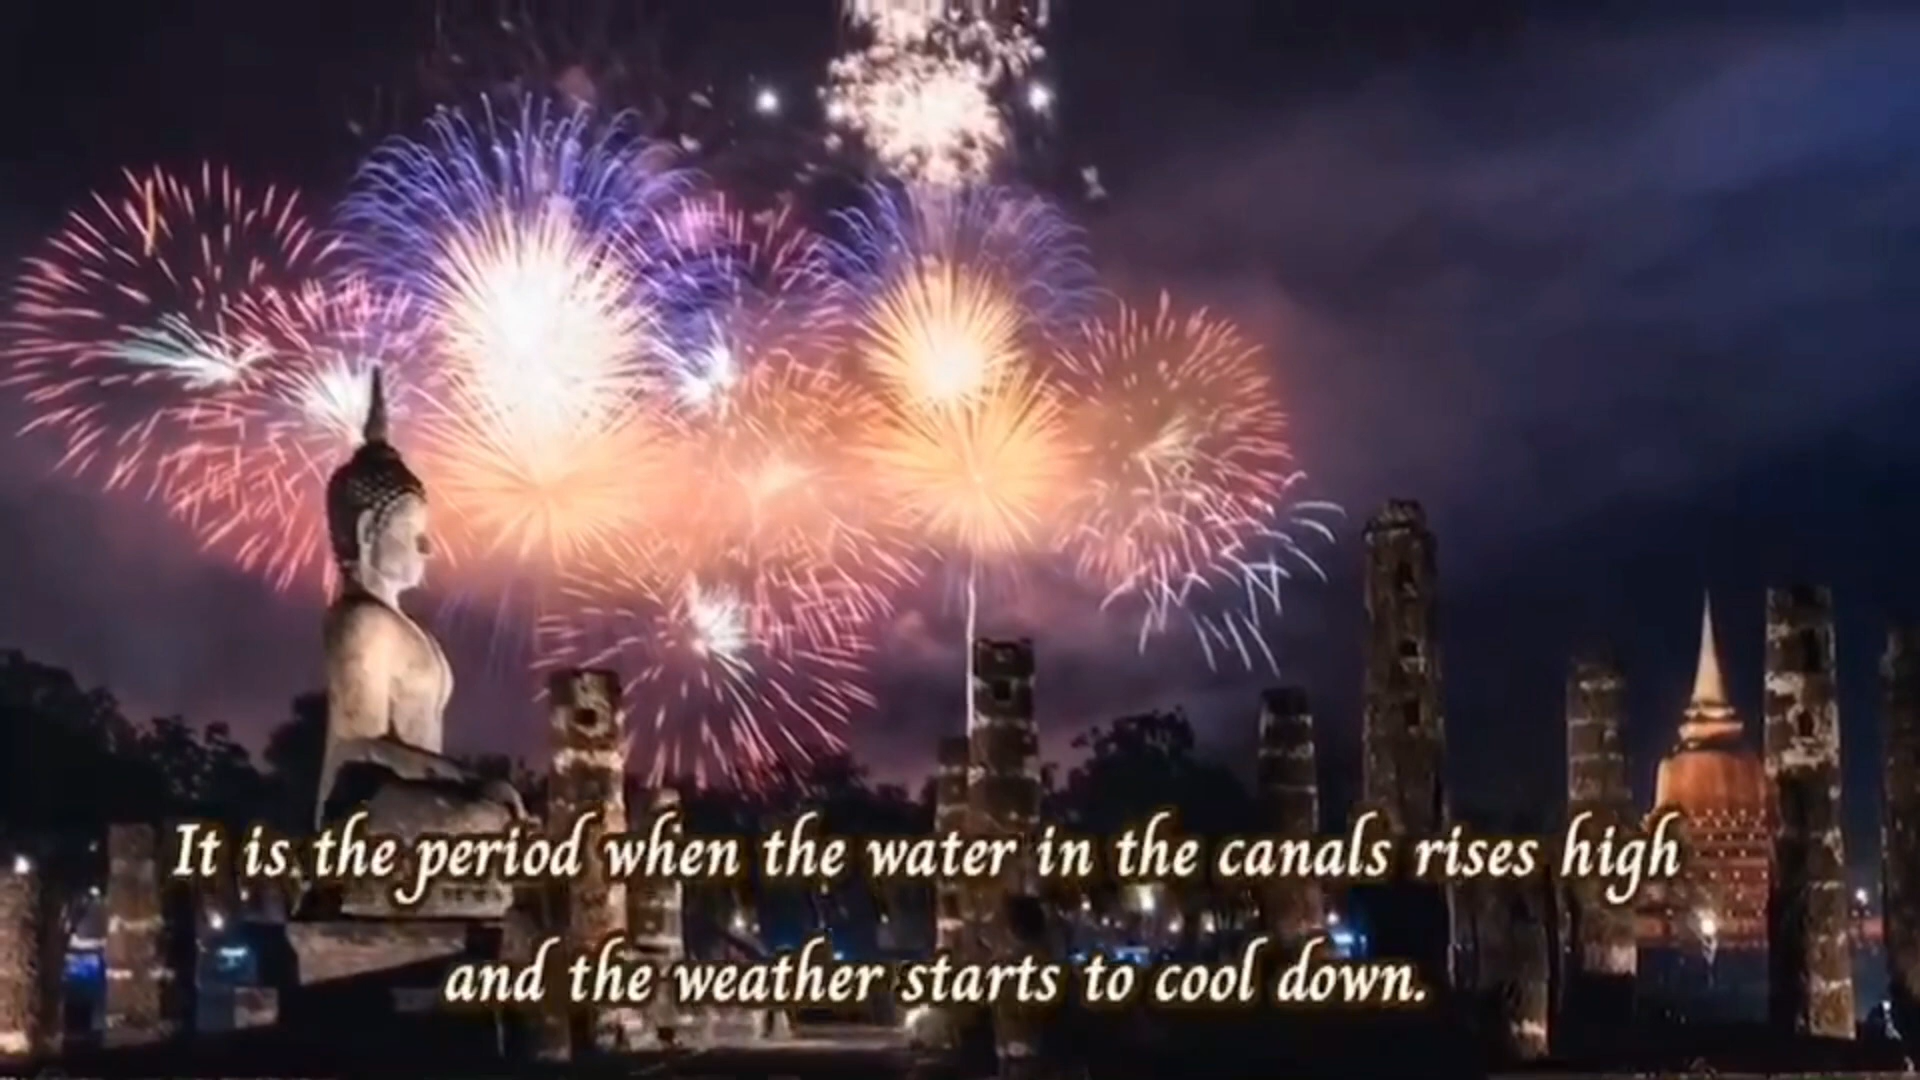 It is the period when the water in the canals rises high
and the weather starts to cool down.